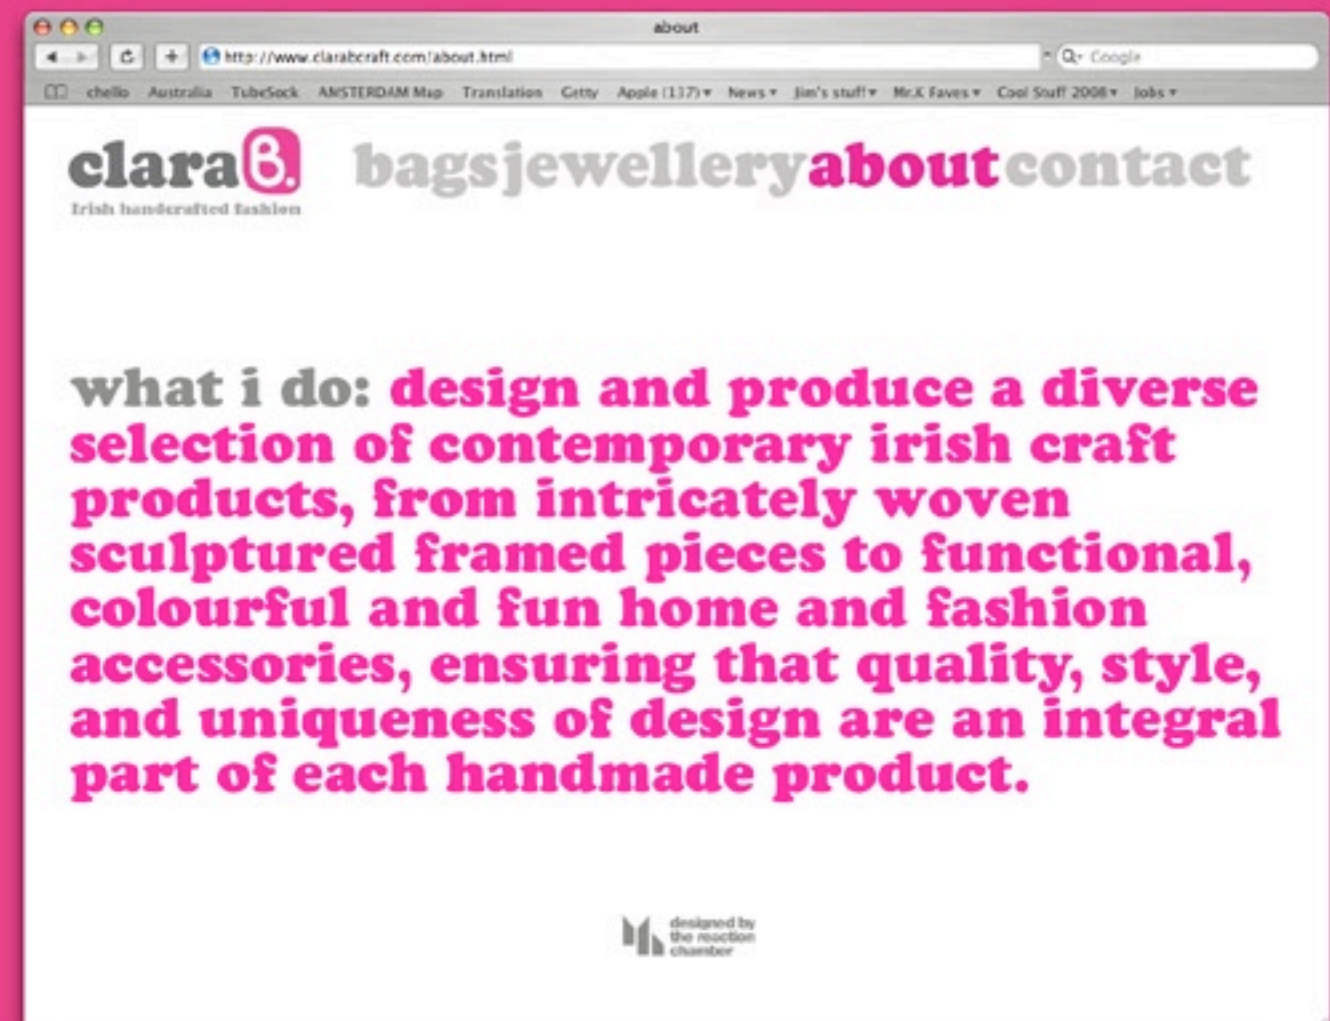 about
http://www.clarabcraft.com/about.html
Google
chello Australia TubeSock AMSTERDAM Map Translation Getty Apple (137) News Jim's stuff! Mr.K Faves Cool Stuff 2008 Jobs
claraB. bagsjewelleryaboutcontact
Irish handcrafted fashion
what i do: design and produce a diverse
selection of contemporary irish craft
products, from intricately woven
sculptured framed pieces to functional,
colourful and fun home and fashion
accessories, ensuring that quality, style,
and uniqueness of design are an integral
part of each handmade product.
designed by
the reaction
chamber